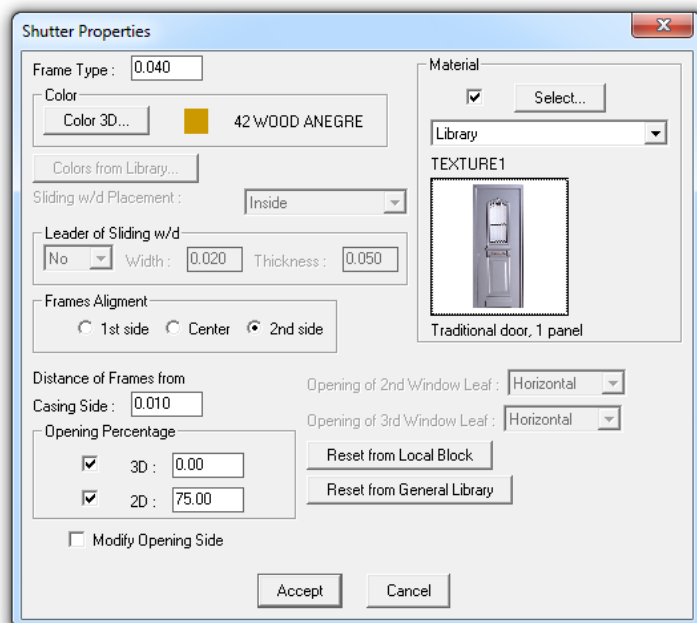 Shutter Properties
Frame Type : 0.040
Color
Color 3D... 42 WOOD ANEGRE
Colors from Library...
Sliding w/d Placement : Inside
Leader of Sliding w/d
No Width : 0.020 Thickness : 0.050
Frames Aligment
1st side Center 2nd side
Distance of Frames from
Casing Side : 0.010
Opening Percentage
3D : 0.00
2D : 75.00
Modify Opening Side
Material
Select...
Library
TEXTURE1
Traditional door, 1 panel
Opening of 2nd Window Leaf : Horizontal
Opening of 3rd Window Leaf : Horizontal
Reset from Local Block
Reset from General Library
Accept Cancel